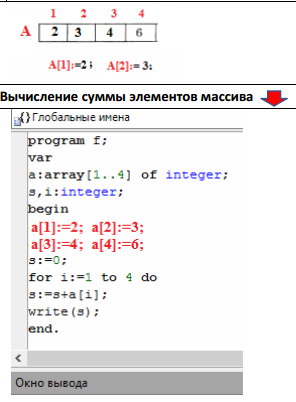 1 2 3 4
A 2 3 4 6
A[1]:=2; A[2]:= 3;
Вычисление суммы элементов массива
{} Глобальные имена
program f;
var
a:array[1..4] of integer;
s,i:integer;
begin
a[1]:=2; a[2]:=3;
a[3]:=4; a[4]:=6;
s:=0;
for i:=1 to 4 do
s:=s+a[i];
write(s);
end.
Окно вывода